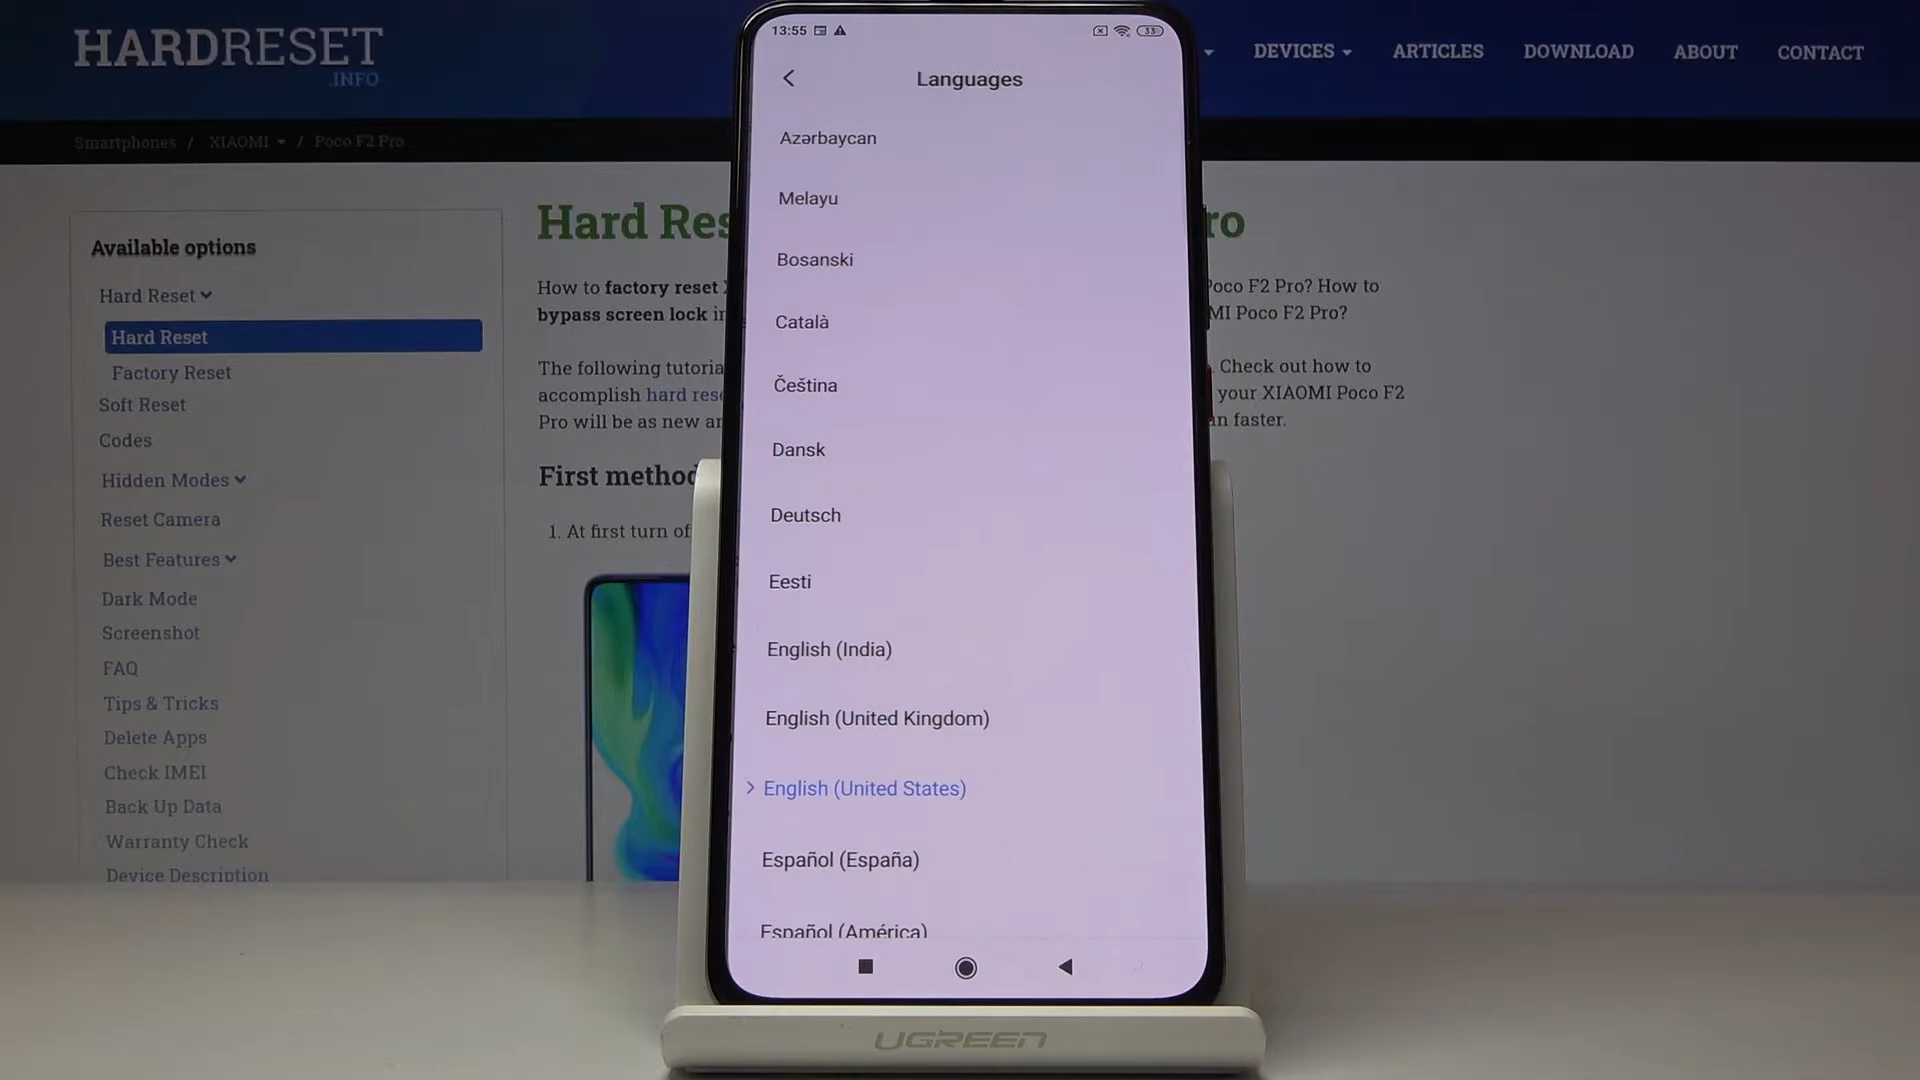 HARDRESET
.INFO
DEVICES
ARTICLES
DOWNLOAD
ABOUT
CONTACT
Smartphones / XIAOMI / Poco F2 Pro
Available options
Hard Reset
Hard Reset
Factory Reset
Soft Reset
Codes
Hidden Modes
Reset Camera
Best Features
Dark Mode
Screenshot
FAQ
Tips & Tricks
Delete Apps
Check IMEI
Back Up Data
Warranty Check
Device Description
Hard Res
ro
How to factory reset
Poco F2 Pro? How to
bypass screen lock in
MI Poco F2 Pro?
The following tutoria
Check out how to
accomplish hard rese
your XIAOMI Poco F2
Pro will be as new an
an faster.
First method
1. At first turn of
13:55
33
Languages
Azərbaycan
Melayu
Bosanski
Català
Čeština
Dansk
Deutsch
Eesti
English (India)
English (United Kingdom)
English (United States)
Español (España)
Español (América)
UGREEN